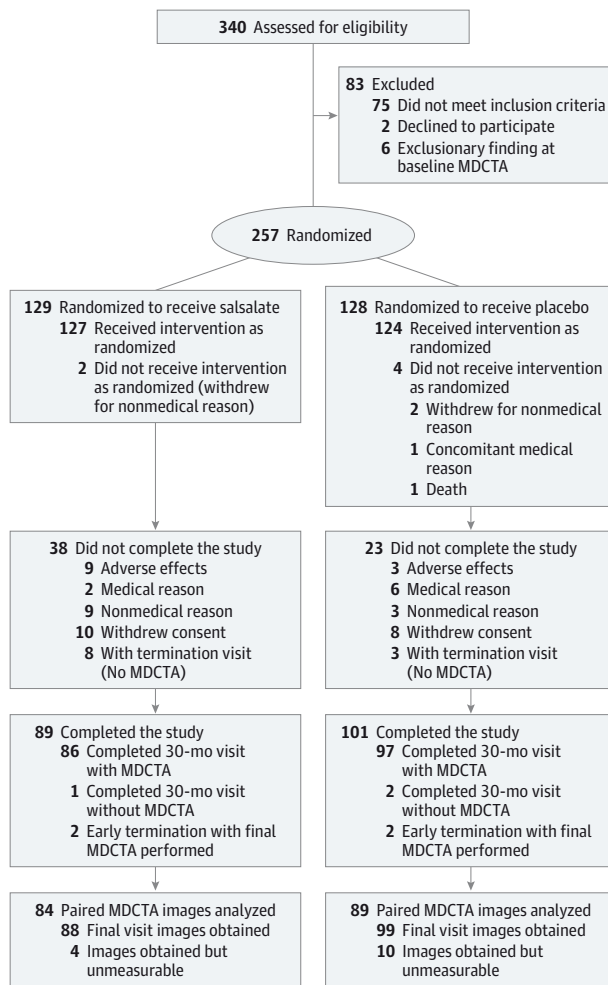 340 Assessed for eligibility
83 Excluded
75 Did not meet inclusion criteria
2 Declined to participate
6 Exclusionary finding at
baseline MDCTA
257 Randomized
129 Randomized to receive salsalate
127 Received intervention as
randomized
2 Did not receive intervention
as randomized (withdrew
for nonmedical reason)
128 Randomized to receive placebo
124 Received intervention as
randomized
4 Did not receive intervention
as randomized
2 Withdrew for nonmedical
reason
1 Concomitant medical
reason
1 Death
38 Did not complete the study
9 Adverse effects
2 Medical reason
9 Nonmedical reason
10 Withdrew consent
8 With termination visit
(No MDCTA)
23 Did not complete the study
3 Adverse effects
6 Medical reason
3 Nonmedical reason
8 Withdrew consent
3 With termination visit
(No MDCTA)
89 Completed the study
86 Completed 30-mo visit
with MDCTA
1 Completed 30-mo visit
without MDCTA
2 Early termination with final
MDCTA performed
101 Completed the study
97 Completed 30-mo visit
with MDCTA
2 Completed 30-mo visit
without MDCTA
2 Early termination with final
MDCTA performed
84 Paired MDCTA images analyzed
88 Final visit images obtained
4 Images obtained but
unmeasurable
89 Paired MDCTA images analyzed
99 Final visit images obtained
10 Images obtained but
unmeasurable